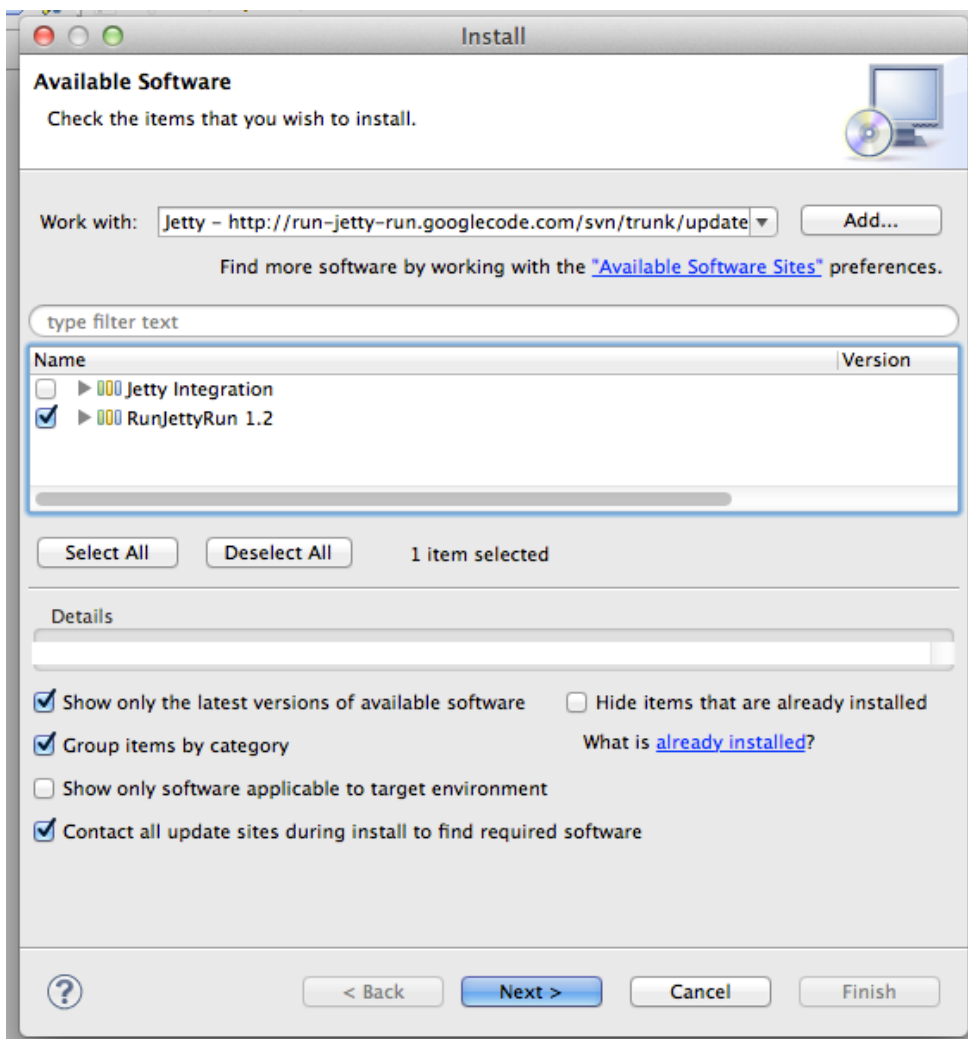 Install
Available Software
Check the items that you wish to install.
Work with: Jetty - http://run-jetty-run.googlecode.com/svn/trunk/update Add...
Find more software by working with the "Available Software Sites" preferences.
type filter text
Name Version
Jetty Integration
RunJettyRun 1.2
Select All Deselect All 1 item selected
Details
Show only the latest versions of available software Hide items that are already installed
Group items by category What is already installed?
Show only software applicable to target environment
Contact all update sites during install to find required software
? < Back Next > Cancel Finish